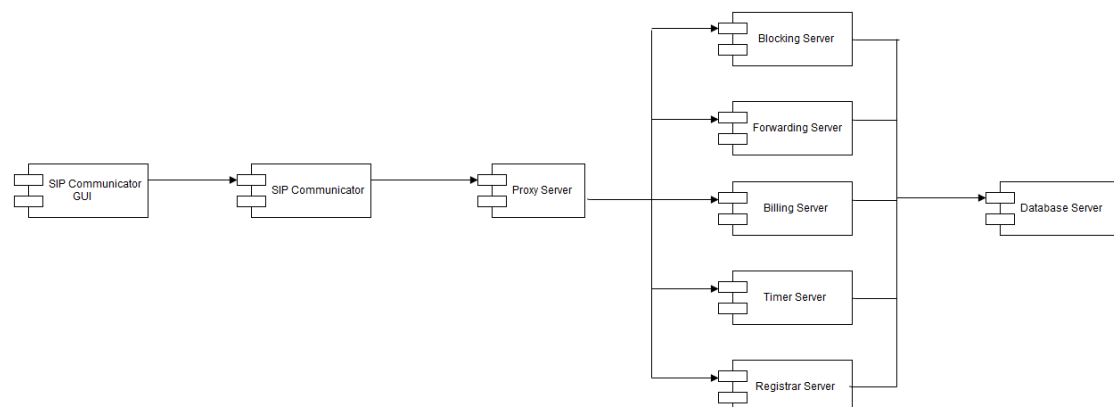 SIP Communicator
GUI
SIP Communicator
Proxy Server
Blocking Server
Forwarding Server
Billing Server
Timer Server
Registrar Server
Database Server